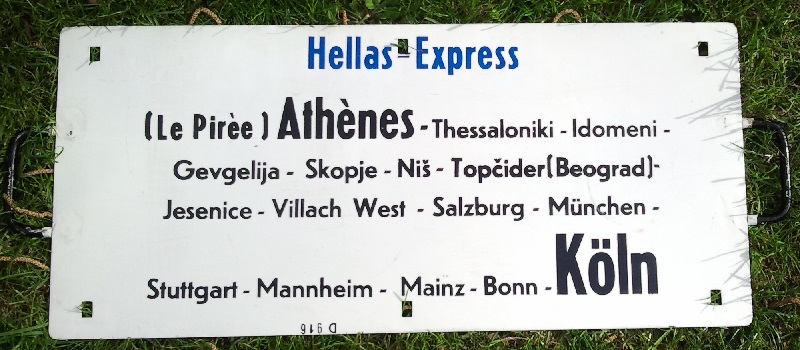 Hellas-Express
(Le Pirèe) Athènes - Thessaloniki - Idomeni -
Gevgelija - Skopje - Niš - Topčider(Beograd)-
Jesenice - Villach West - Salzburg - München -
Stuttgart - Mannheim - Mainz - Bonn - Köln
D 916